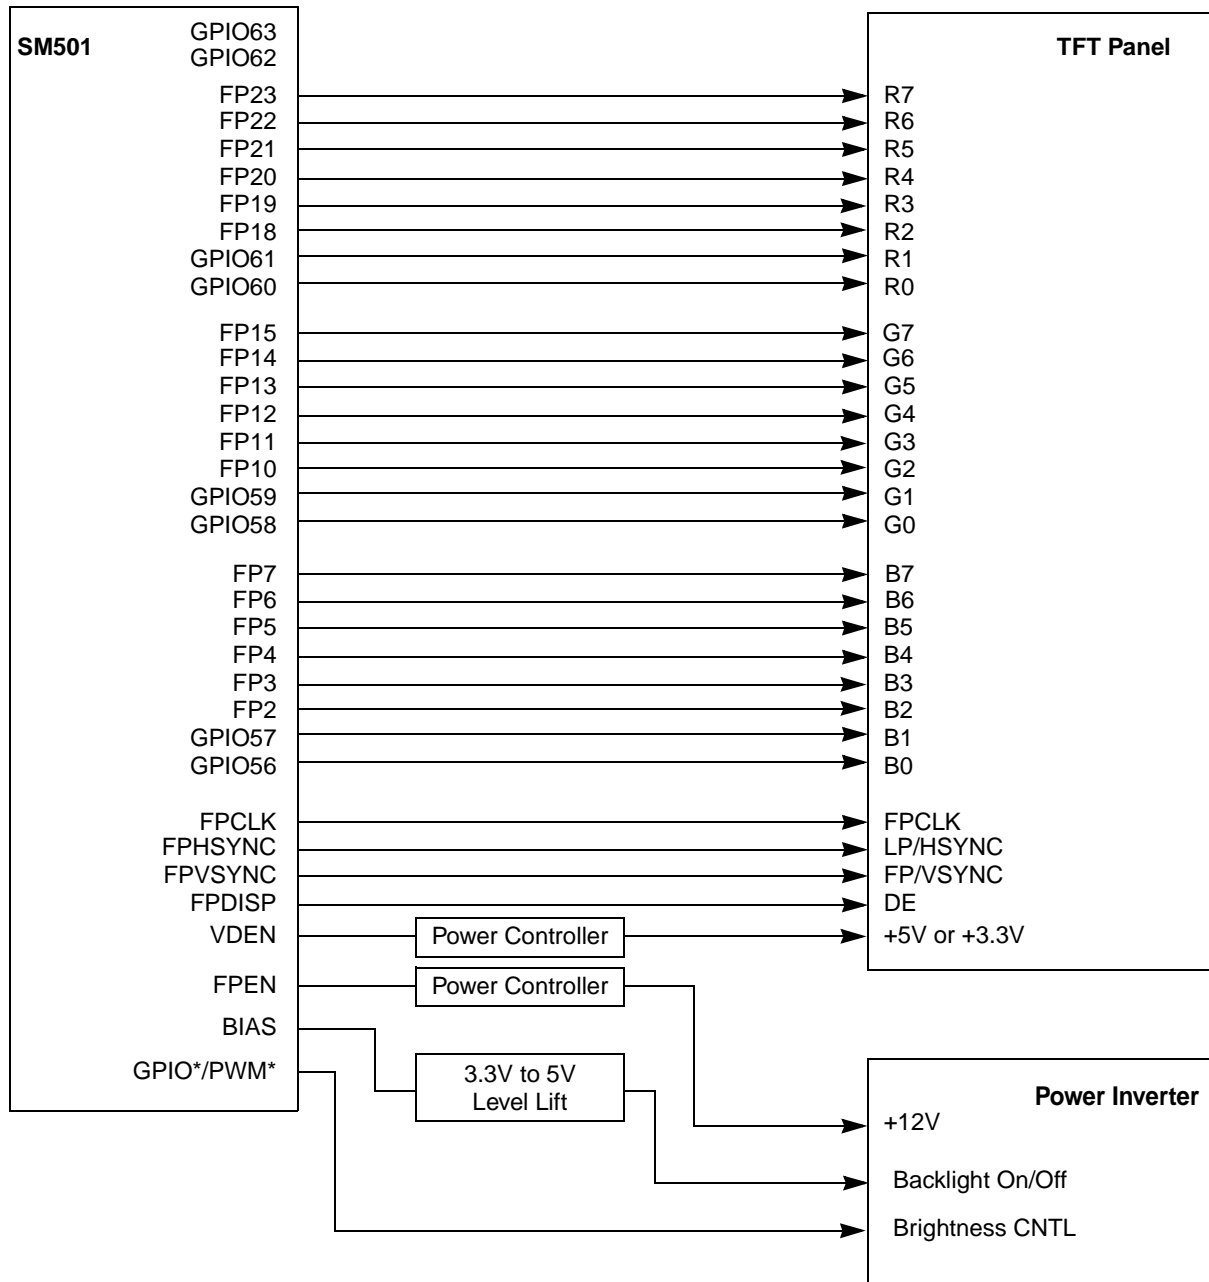 SM501
GPIO63
GPIO62
FP23
FP22
FP21
FP20
FP19
FP18
GPIO61
GPIO60
FP15
FP14
FP13
FP12
FP11
FP10
GPIO59
GPIO58
FP7
FP6
FP5
FP4
FP3
FP2
GPIO57
GPIO56
FPCLK
FPHSYNC
FPVSYNC
FPDISP
VDEN
FPEN
BIAS
GPIO*/PWM*
Power Controller
Power Controller
3.3V to 5V
Level Lift
TFT Panel
R7
R6
R5
R4
R3
R2
R1
R0
G7
G6
G5
G4
G3
G2
G1
G0
B7
B6
B5
B4
B3
B2
B1
B0
FPCLK
LP/HSYNC
FP/VSYNC
DE
+5V or +3.3V
Power Inverter
+12V
Backlight On/Off
Brightness CNTL